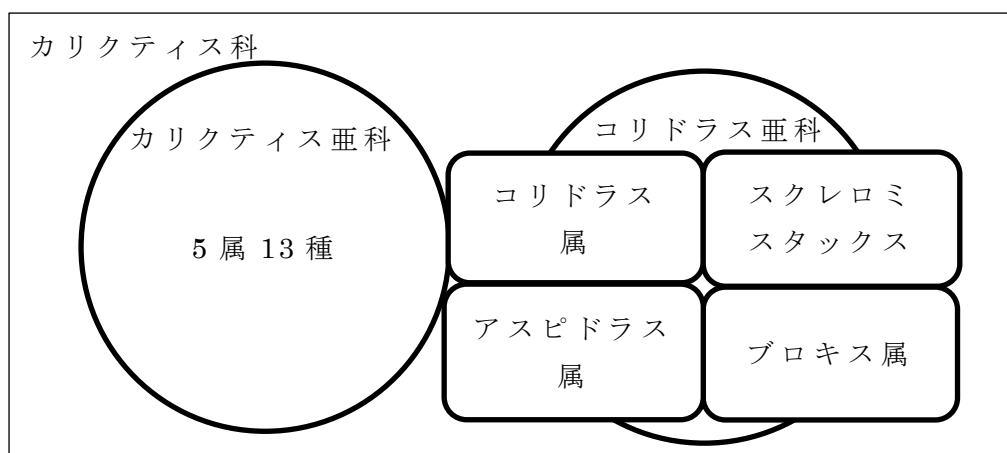 カリクティス科
カリクティス亜科
5 属 13 種
コリドラス亜科
コリドラス
属
スクレロミ
スタックス
アスピドラス
属
ブロキス属